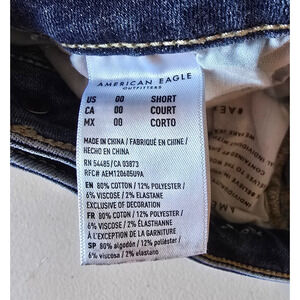 AMERICAN EAGLE
OUTFITTERS
US 00 SHORT
CA 00 COURT
MX 00 CORTO
MADE IN CHINA / FABRIQUÉ EN CHINE /
HECHO EN CHINA
RN 54485/CA 03873
RFC# AEM120605U9A
EN 80% COTTON / 12% POLYESTER /
6% VISCOSE / 2% ELASTANE
EXCLUSIVE OF DECORATION
FR 80% COTON / 12% POLYESTER /
6% VISCOSE / 2% ÉLASTHANNE
À L'EXCEPTION DE LA GARNITURE
SP 80% algodón / 12% poliéster /
6% viscosa / 2% elastano